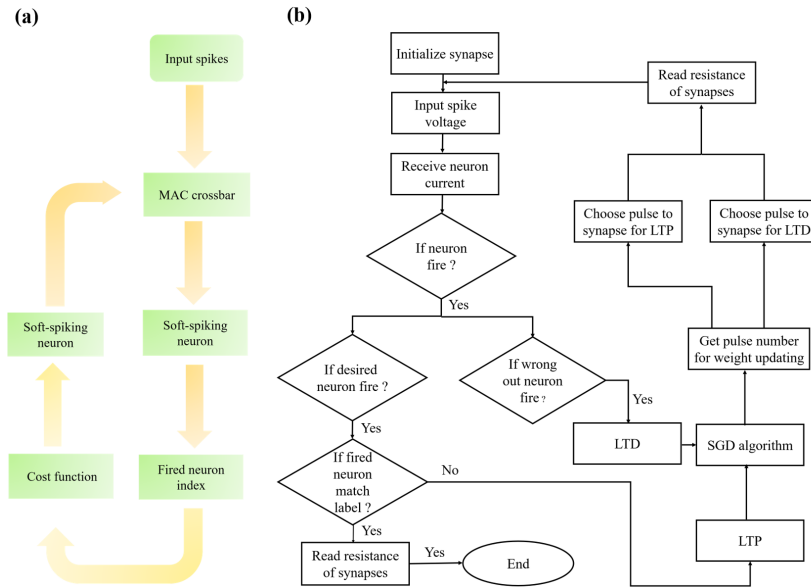 (a)
Input spikes
MAC crossbar
Soft-spiking
neuron
Soft-spiking
neuron
Cost function
Fired neuron
index
(b)
Initialize synapse
Input spike
voltage
Receive neuron
current
If neuron
fire ?
Yes
If desired
neuron fire ?
If wrong
out neuron
fire ?
Yes
Yes
If fired
neuron
match
label ?
No
Yes
Read resistance
of synapses
Yes
End
LTD
SGD algorithm
LTP
Get pulse number
for weight updating
Choose pulse to
synapse for LTP
Choose pulse to
synapse for LTD
Read resistance
of synapses